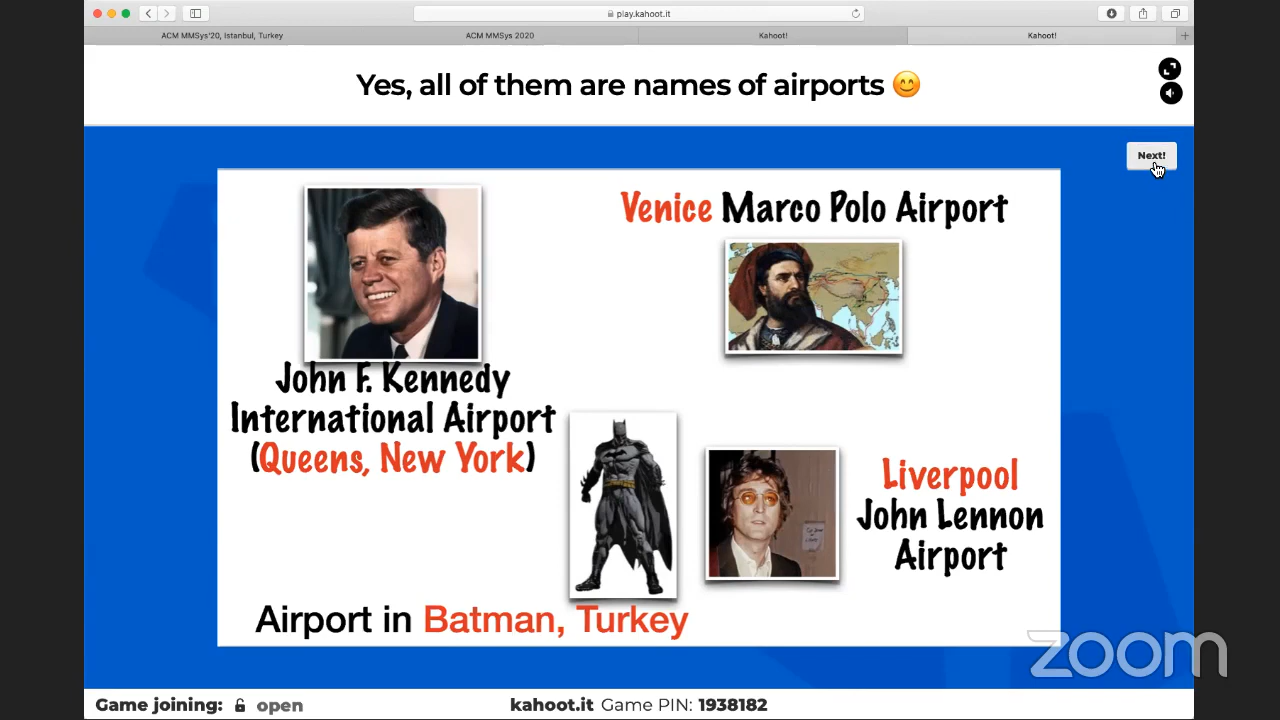 play.kahoot.it
ACM MMSys'20, Istanbul, Turkey
ACM MMSys 2020
Kahoot!
Kahoot!
Yes, all of them are names of airports 😊
Next!
Venice Marco Polo Airport
John F. Kennedy
International Airport
(Queens, New York)
Liverpool
John Lennon
Airport
Airport in Batman, Turkey
zoom
Game joining: open
kahoot.it Game PIN: 1938182